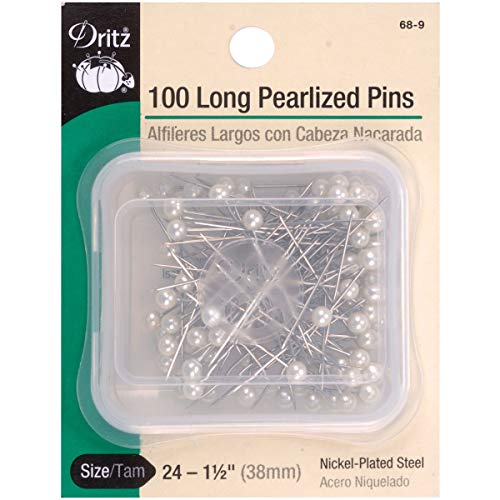 Dritz
68-9
100 Long Pearlized Pins
Alfileres Largos con Cabeza Nacarada
Dritz
Size/Tam
24 – 1½" (38mm)
Nickel-Plated Steel
Acero Niquelado